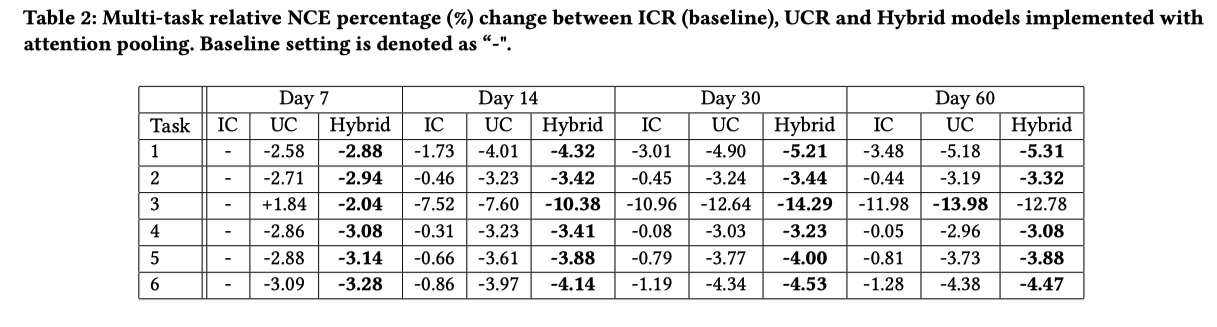 Table 2: Multi-task relative NCE percentage (%) change between ICR (baseline), UCR and Hybrid models implemented with
attention pooling. Baseline setting is denoted as “-".
Day 7 Day 14 Day 30 Day 60
Task IC UC Hybrid IC UC Hybrid IC UC Hybrid IC UC Hybrid
1 - -2.58 -2.88 -1.73 -4.01 -4.32 -3.01 -4.90 -5.21 -3.48 -5.18 -5.31
2 - -2.71 -2.94 -0.46 -3.23 -3.42 -0.45 -3.24 -3.44 -0.44 -3.19 -3.32
3 - +1.84 -2.04 -7.52 -7.60 -10.38 -10.96 -12.64 -14.29 -11.98 -13.98 -12.78
4 - -2.86 -3.08 -0.31 -3.23 -3.41 -0.08 -3.03 -3.23 -0.05 -2.96 -3.08
5 - -2.88 -3.14 -0.66 -3.61 -3.88 -0.79 -3.77 -4.00 -0.81 -3.73 -3.88
6 - -3.09 -3.28 -0.86 -3.97 -4.14 -1.19 -4.34 -4.53 -1.28 -4.38 -4.47